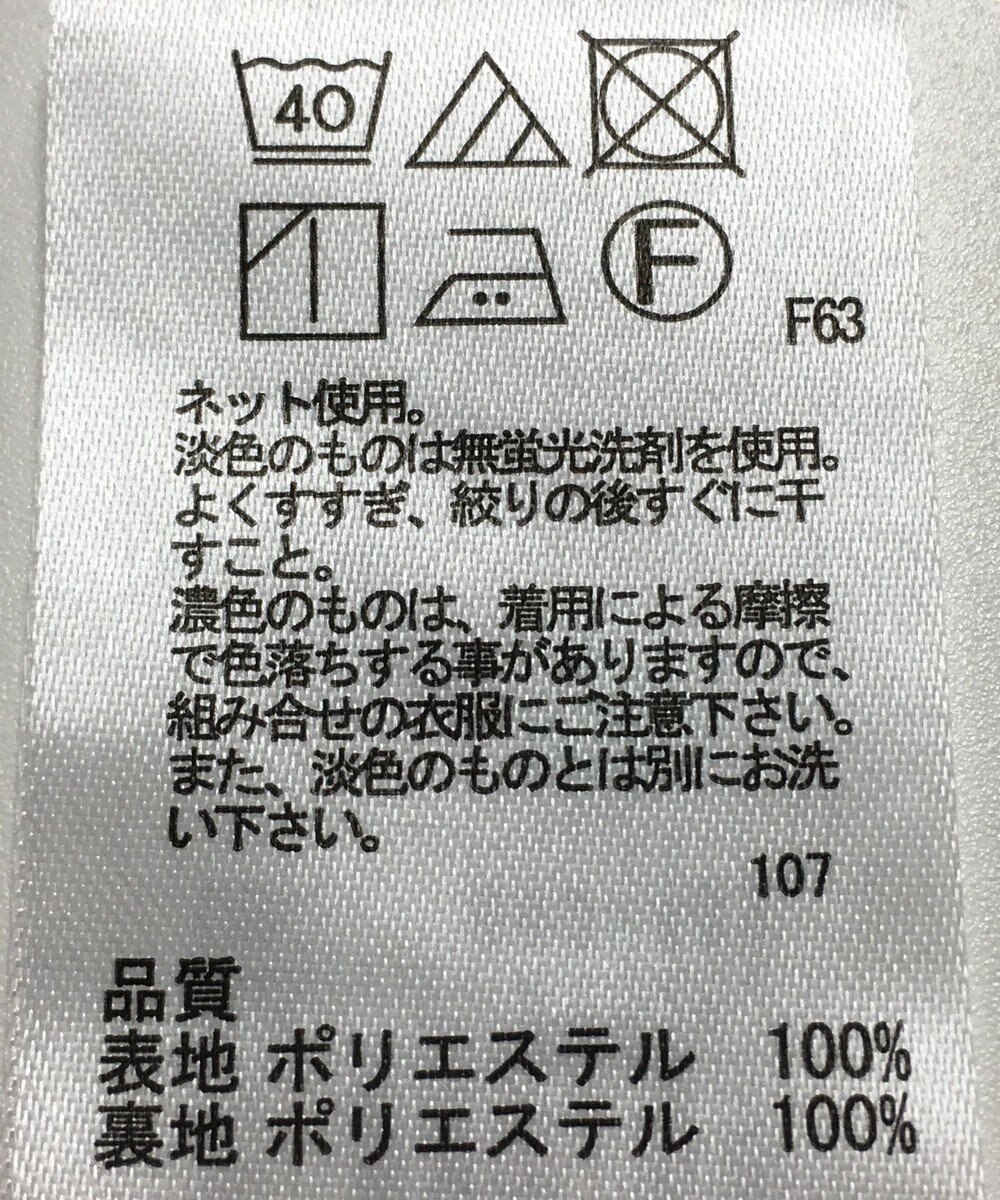 40
F
F63
ネット使用。
淡色のものは無蛍光洗剤を使用。
よくすすぎ、絞りの後すぐに干
すこと。
濃色のものは、着用による摩擦
で色落ちする事がありますので、
組み合せの衣服にご注意下さい。
また、淡色のものとは別にお洗
い下さい。
107
品質
表地 ポリエステル 100%
裏地 ポリエステル 100%